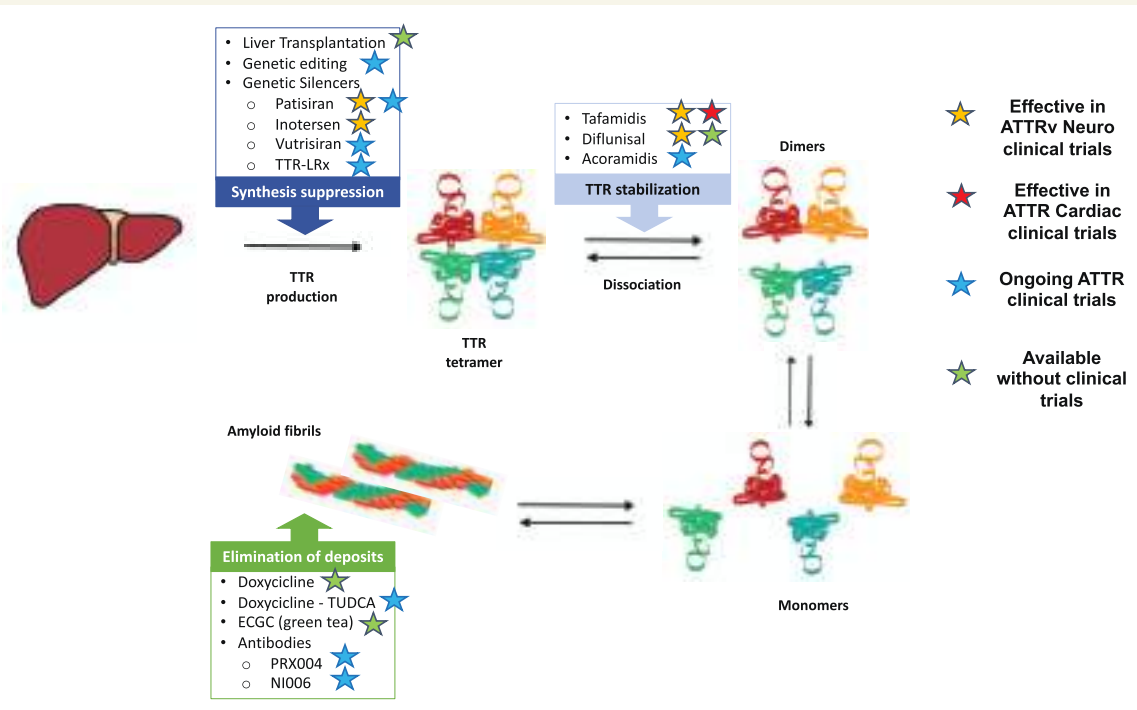 • Liver Transplantation
• Genetic editing
• Genetic Silencers
o Patisiran
o Inotersen
o Vutrisiran
o TTR-LRx
Synthesis suppression
TTR
production
TTR
tetramer
• Tafamidis
• Diflunisal
• Acoramidis
TTR stabilization
Dissociation
Dimers
Effective in
ATTRv Neuro
clinical trials
Effective in
ATTR Cardiac
clinical trials
Ongoing ATTR
clinical trials
Available
without clinical
trials
Amyloid fibrils
Monomers
Elimination of deposits
• Doxycicline
• Doxycicline - TUDCA
• ECGC (green tea)
• Antibodies
o PRX004
o NI006